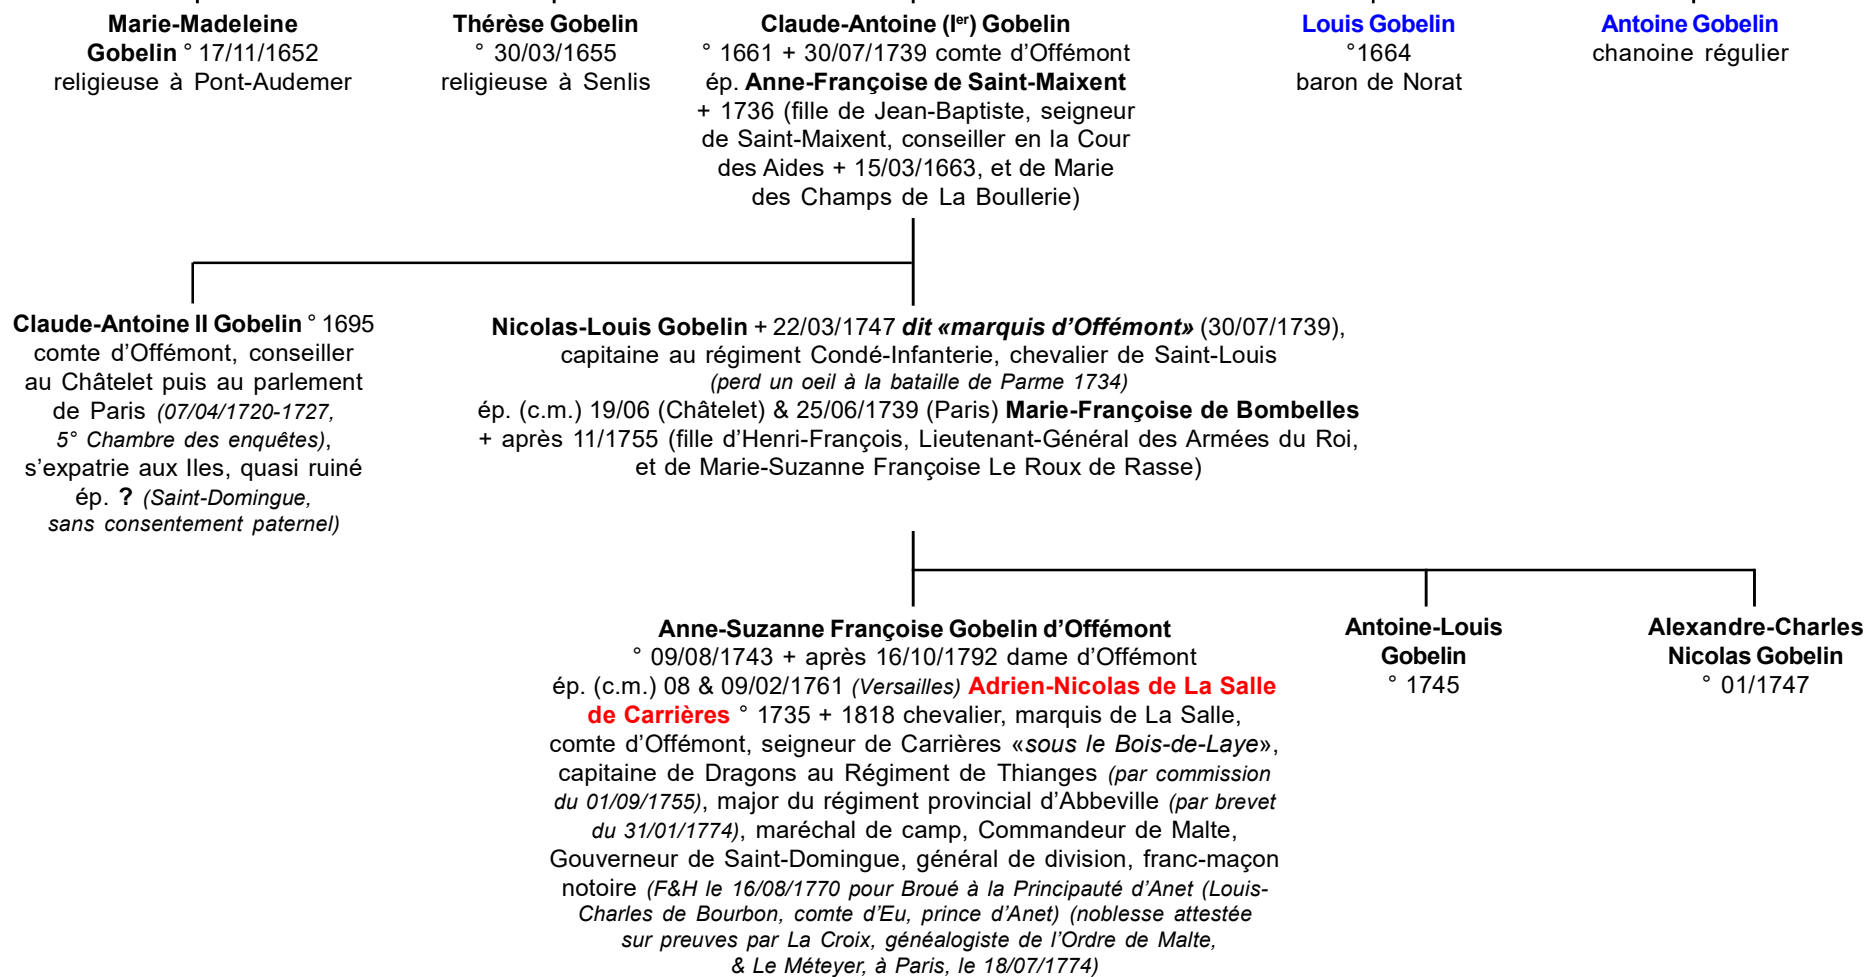 Marie-Madeleine
Gobelin ° 17/11/1652
religieuse à Pont-Audemer
Thérèse Gobelin
° 30/03/1655
religieuse à Senlis
Claude-Antoine (Ier) Gobelin
° 1661 + 30/07/1739 comte d’Offémont
ép. Anne-Françoise de Saint-Maixent
+ 1736 (fille de Jean-Baptiste, seigneur
de Saint-Maixent, conseiller en la Cour
des Aides + 15/03/1663, et de Marie
des Champs de La Boullerie)
Louis Gobelin
°1664
baron de Norat
Antoine Gobelin
chanoine régulier
Claude-Antoine II Gobelin ° 1695
comte d’Offémont, conseiller
au Châtelet puis au parlement
de Paris (07/04/1720-1727,
5° Chambre des enquêtes),
s’expatrie aux Iles, quasi ruiné
ép. ? (Saint-Domingue,
sans consentement paternel)
Nicolas-Louis Gobelin + 22/03/1747 dit «marquis d’Offémont» (30/07/1739),
capitaine au régiment Condé-Infanterie, chevalier de Saint-Louis
(perd un oeil à la bataille de Parme 1734)
ép. (c.m.) 19/06 (Châtelet) & 25/06/1739 (Paris) Marie-Françoise de Bombelles
+ après 11/1755 (fille d’Henri-François, Lieutenant-Général des Armées du Roi,
et de Marie-Suzanne Françoise Le Roux de Rasse)
Anne-Suzanne Françoise Gobelin d’Offémont
° 09/08/1743 + après 16/10/1792 dame d’Offémont
ép. (c.m.) 08 & 09/02/1761 (Versailles) Adrien-Nicolas de La Salle
de Carrières ° 1735 + 1818 chevalier, marquis de La Salle,
comte d’Offémont, seigneur de Carrières «sous le Bois-de-Laye»,
capitaine de Dragons au Régiment de Thianges (par commission
du 01/09/1755), major du régiment provincial d’Abbeville (par brevet
du 31/01/1774), maréchal de camp, Commandeur de Malte,
Gouverneur de Saint-Domingue, général de division, franc-maçon
notoire (F&H le 16/08/1770 pour Broué à la Principauté d’Anet (Louis-
Charles de Bourbon, comte d’Eu, prince d’Anet) (noblesse attestée
sur preuves par La Croix, généalogiste de l’Ordre de Malte,
& Le Méteyer, à Paris, le 18/07/1774)
Antoine-Louis
Gobelin
° 1745
Alexandre-Charles
Nicolas Gobelin
° 01/1747